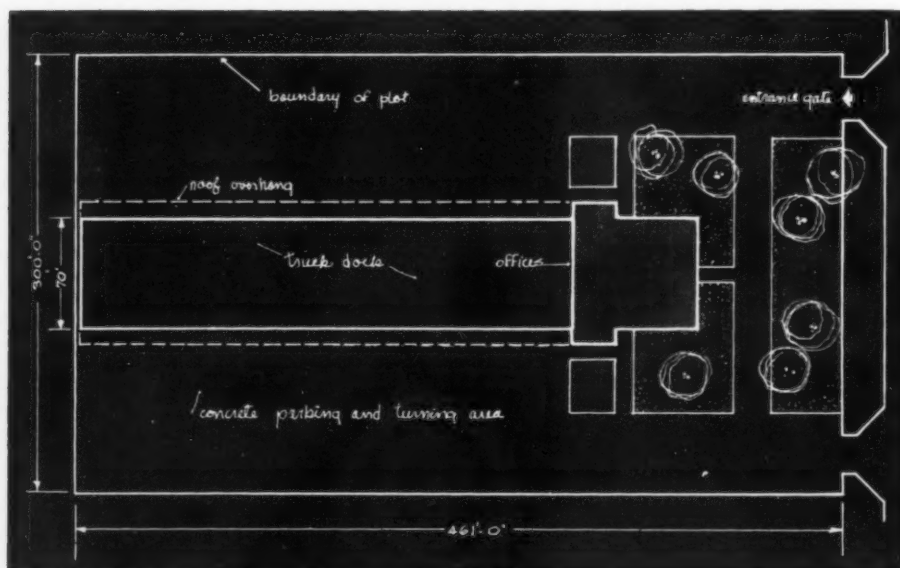 boundary of plot
entrance gate
roof overhang
truck dock
offices
300'-0"
70'
concrete parking and turning area
461'-0"